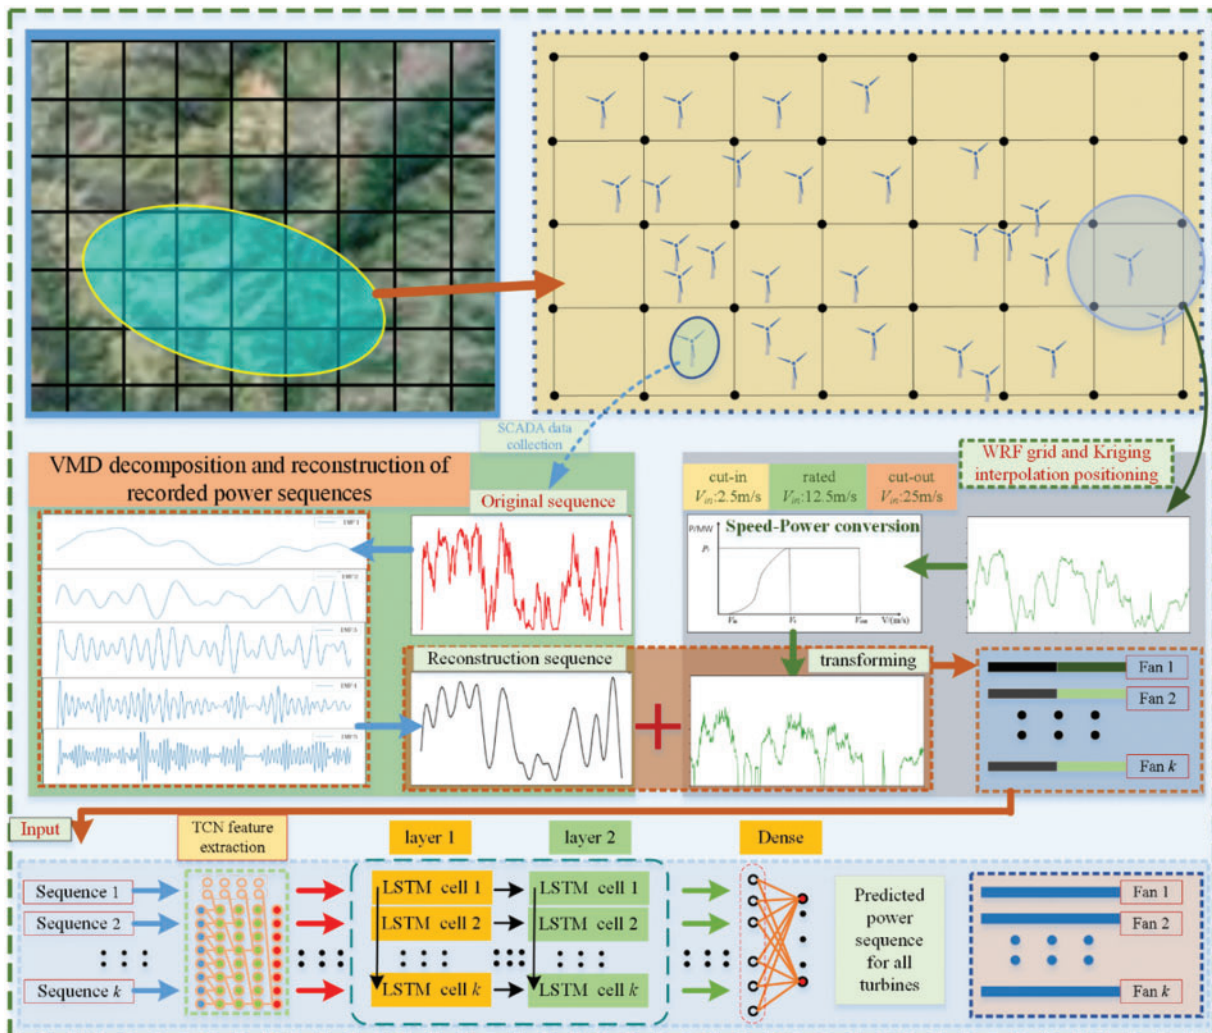 SCADA data
collection
VMD decomposition and reconstruction of
recorded power sequences
Original sequence
cut-in
V_in:2.5m/s
rated
V_in:12.5m/s
cut-out
V_in:25m/s
WRF grid and Kriging
interpolation positioning
IMF1
IMF2
P/MW
Speed-Power conversion
P_r
V_in
V_r
V_out
V/(m/s)
Reconstruction sequence
transforming
Fan 1
Fan 2
Fan k
Input
TCN feature
extraction
layer 1
layer 2
Dense
Sequence 1
Sequence 2
Sequence k
LSTM cell 1
LSTM cell 2
LSTM cell k
LSTM cell 1
LSTM cell 2
LSTM cell k
Predicted
power
sequence
for all
turbines
Fan 1
Fan 2
Fan k